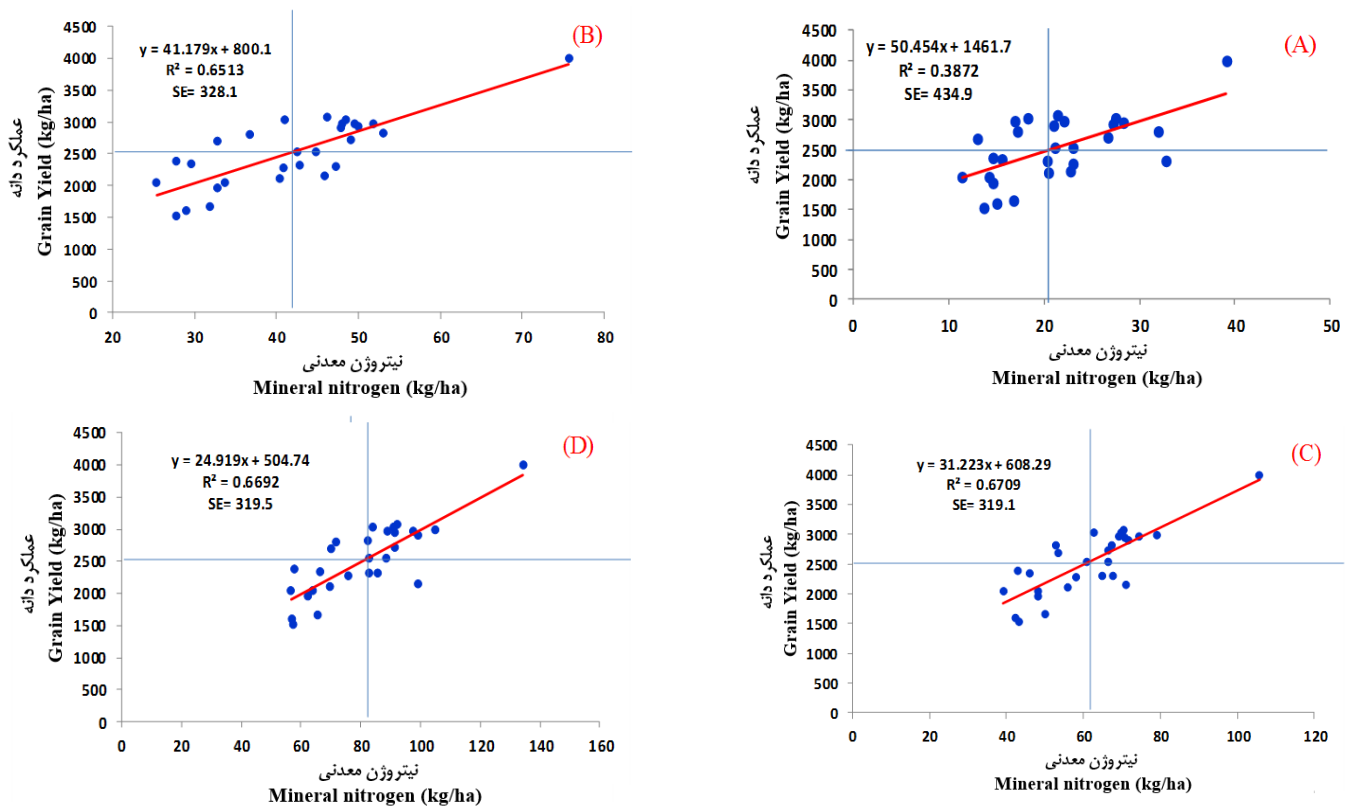 (B)
y = 41.179x + 800.1
R² = 0.6513
SE= 328.1
عملکرد دانه
Grain Yield (kg/ha)
4500
4000
3500
3000
2500
2000
1500
1000
500
0
20 30 40 50 60 70 80
نیتروژن معدنی
Mineral nitrogen (kg/ha)
(A)
y = 50.454x + 1461.7
R² = 0.3872
SE= 434.9
عملکرد دانه
Grain Yield (kg/ha)
4500
4000
3500
3000
2500
2000
1500
1000
500
0
0 10 20 30 40 50
نیتروژن معدنی
Mineral nitrogen (kg/ha)
(D)
y = 24.919x + 504.74
R² = 0.6692
SE= 319.5
عملکرد دانه
Grain Yield (kg/ha)
4500
4000
3500
3000
2500
2000
1500
1000
500
0
0 20 40 60 80 100 120 140 160
نیتروژن معدنی
Mineral nitrogen (kg/ha)
(C)
y = 31.223x + 608.29
R² = 0.6709
SE= 319.1
عملکرد دانه
Grain Yield (kg/ha)
4500
4000
3500
3000
2500
2000
1500
1000
500
0
0 20 40 60 80 100 120
نیتروژن معدنی
Mineral nitrogen (kg/ha)